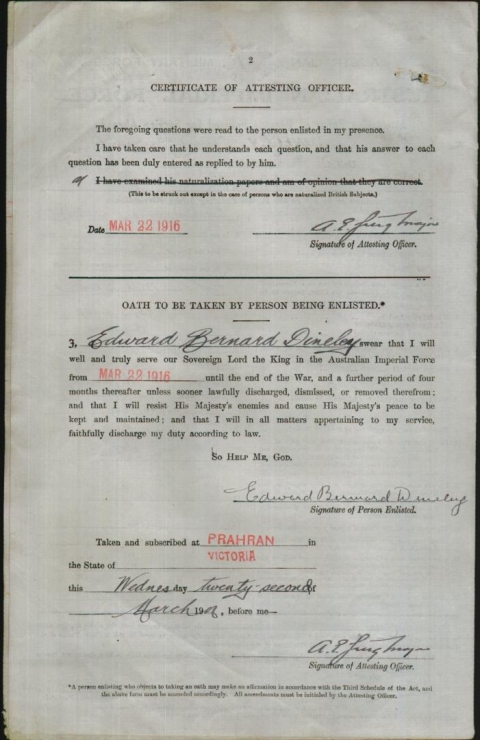 2
CERTIFICATE OF ATTESTING OFFICER.
The foregoing questions were read to the person enlisted in my presence.
I have taken care that he understands each question, and that his answer to each
question has been duly entered as replied to by him.
I have examined his naturalization papers and am of opinion that they are correct.
(This to be struck out except in the case of persons who are naturalized British Subjects.)
Date MAR 22 1916
A. E. Major
Signature of Attesting Officer.
OATH TO BE TAKEN BY PERSON BEING ENLISTED.*
I, Edward Bernard Dineley swear that I will
well and truly serve our Sovereign Lord the King in the Australian Imperial Force
from MAR 22 1916 until the end of the War, and a further period of four
months thereafter unless sooner lawfully discharged, dismissed, or removed therefrom;
and that I will resist His Majesty's enemies and cause His Majesty's peace to be
kept and maintained; and that I will in all matters appertaining to my service,
faithfully discharge my duty according to law.
SO HELP ME, GOD.
Edward Bernard Dineley
Signature of Person Enlisted.
Taken and subscribed at PRAHRAN in
the State of VICTORIA
this Wednesday twenty-second
March 191, before me—
A. E. Major
Signature of Attesting Officer.
*A person enlisting who objects to taking an oath may make an affirmation in accordance with the Third Schedule of the Act, and
the above form must be amended accordingly. All amendments must be initialed by the Attesting Officer.